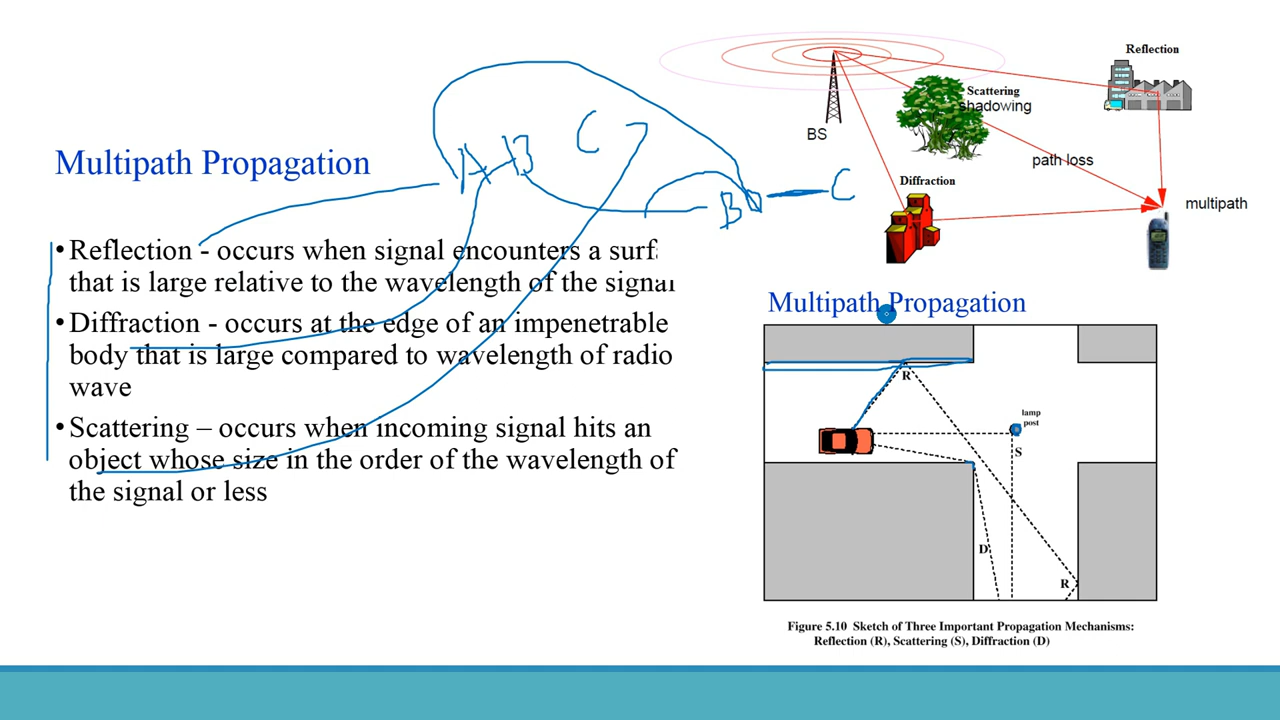 Multipath Propagation
A B C
B C
• Reflection - occurs when signal encounters a surf
that is large relative to the wavelength of the signal
• Diffraction - occurs at the edge of an impenetrable
body that is large compared to wavelength of radio
wave
• Scattering – occurs when incoming signal hits an
object whose size in the order of the wavelength of
the signal or less
Reflection
Scattering
shadowing
BS
path loss
Diffraction
multipath
Multipath Propagation
R
lamp
post
S
D
R
Figure 5.10 Sketch of Three Important Propagation Mechanisms:
Reflection (R), Scattering (S), Diffraction (D)